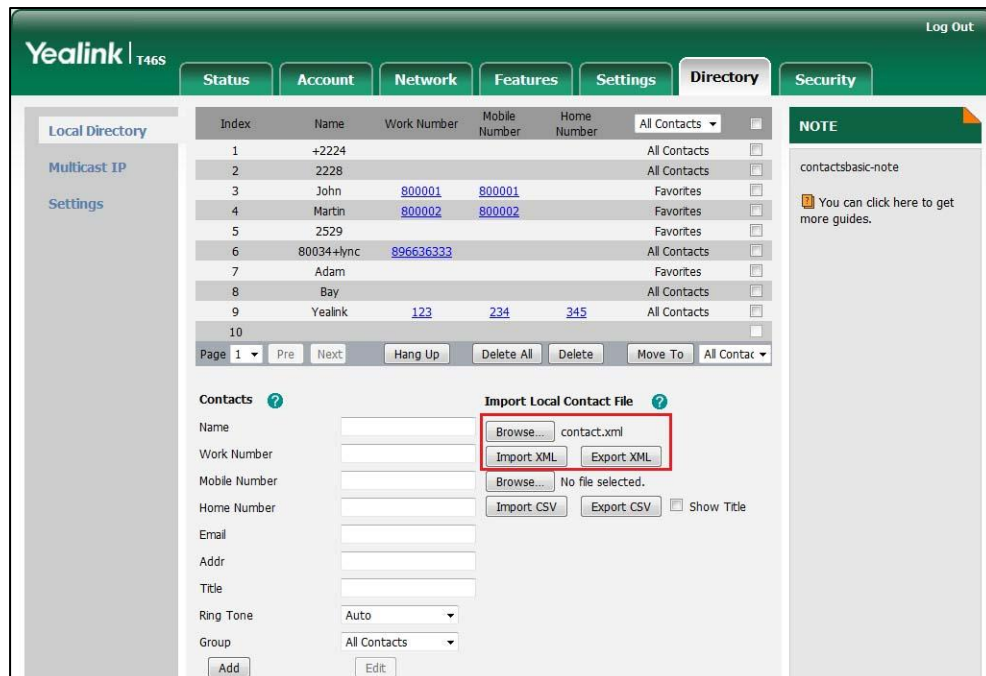 Log Out
Yealink | T46S
Status Account Network Features Settings Directory Security
Local Directory
Multicast IP
Settings
Index Name Work Number Mobile Number Home Number All Contacts
1 +2224 All Contacts
2 2228 All Contacts
3 John 800001 800001 Favorites
4 Martin 800002 800002 Favorites
5 2529 Favorites
6 80034+lync 896636333 All Contacts
7 Adam Favorites
8 Bay All Contacts
9 Yealink 123 234 345 All Contacts
10
Page 1 Pre Next Hang Up Delete All Delete Move To All Contac
Contacts ?
Name
Work Number
Mobile Number
Home Number
Email
Addr
Title
Ring Tone Auto
Group All Contacts
Add Edit
Import Local Contact File ?
Browse... contact.xml
Import XML Export XML
Browse... No file selected.
Import CSV Export CSV Show Title
NOTE
contactsbasic-note
? You can click here to get
more guides.